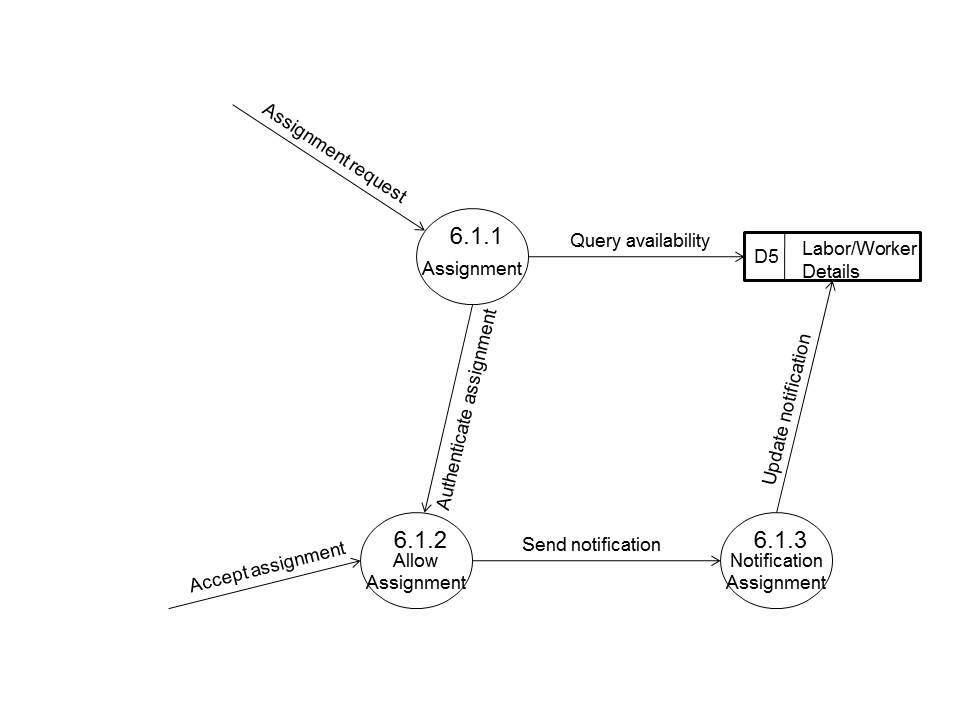 Assignment request
6.1.1
Assignment
Query availability
D5
Labor/Worker
Details
Authenticate assignment
Update notification
Accept assignment
6.1.2
Allow
Assignment
Send notification
6.1.3
Notification
Assignment